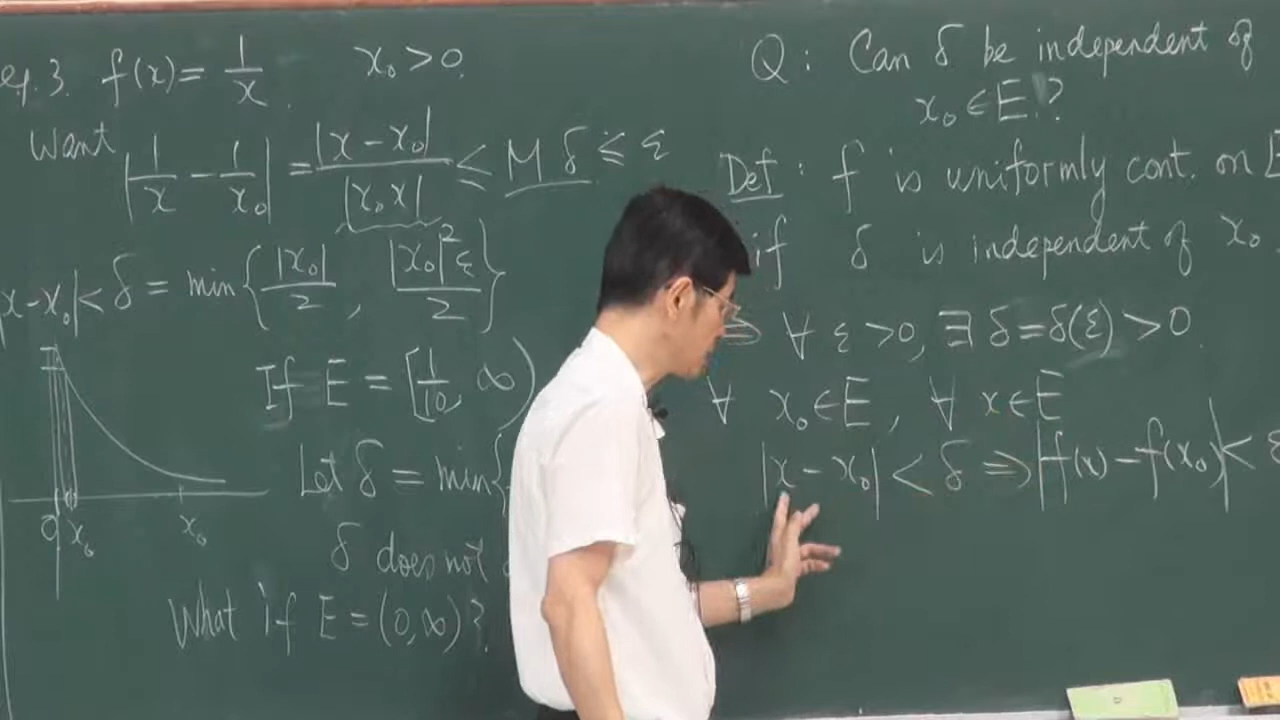 eg.3. f(x) = 1/x . x₀ > 0.
Want |1/x − 1/x₀| = |x − x₀| / |x₀x| ≤ M δ ≤ ε
|x − x₀| < δ = min{ |x₀|/2 , |x₀|²ε/2 }
If E = [1/10, ∞)
Let δ = min{
δ does not
What if E = (0, ∞)?
0 x₀ x₀
Q: Can δ be independent of
x₀ ∈ E ?
Def : f is uniformly cont. on
if δ is independent of x₀
⇒ ∀ ε > 0, ∃ δ = δ(ε) > 0.
∀ x₀ ∈ E, ∀ x ∈ E
|x − x₀| < δ ⇒ |f(x) − f(x₀)| < ε